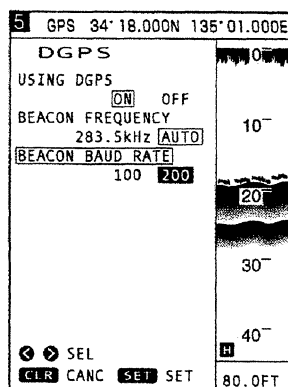 5 GPS 34°18.000N 135°01.000E
DGPS
USING DGPS
ON OFF
BEACON FREQUENCY
283.5kHz AUTO
BEACON BAUD RATE
100 200
SEL
CLR CANC SET SET
0
10
20
30
40
H
80.0FT